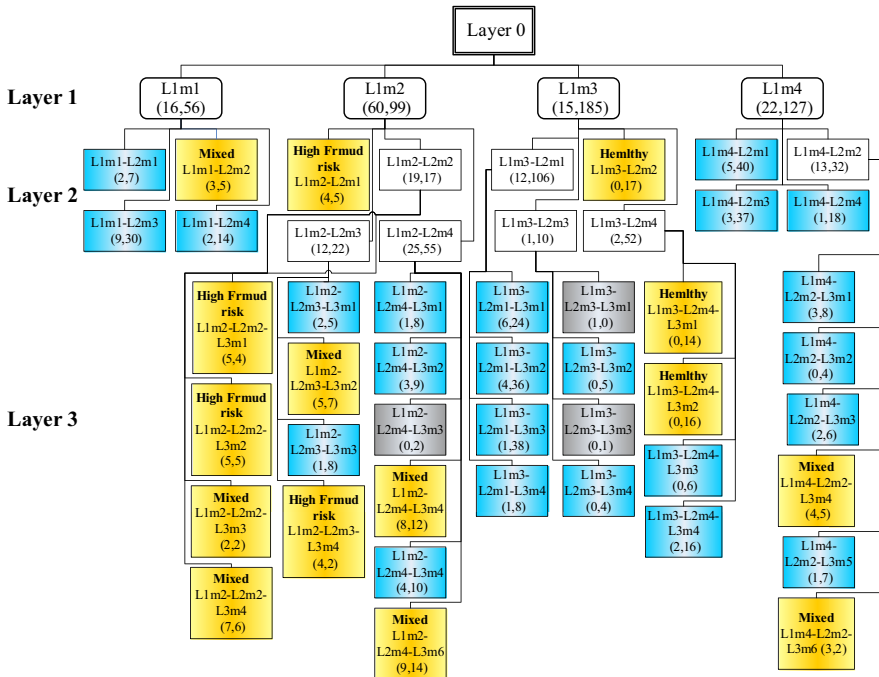 Layer 0
Layer 1
L1m1
(16,56)
L1m2
(60,99)
L1m3
(15,185)
L1m4
(22,127)
Layer 2
L1m1-L2m1
(2,7)
Mixed
L1m1-L2m2
(3,5)
L1m1-L2m3
(9,30)
L1m1-L2m4
(2,14)
High Frmud
risk
L1m2-L2m1
(4,5)
L1m2-L2m2
(19,17)
L1m2-L2m3
(12,22)
L1m2-L2m4
(25,55)
L1m3-L2m1
(12,106)
Hemlthy
L1m3-L2m2
(0,17)
L1m3-L2m3
(1,10)
L1m3-L2m4
(2,52)
L1m4-L2m1
(5,40)
L1m4-L2m2
(13,32)
L1m4-L2m3
(3,37)
L1m4-L2m4
(1,18)
Layer 3
High Frmud
risk
L1m2-L2m2-
L3m1
(5,4)
High Frmud
risk
L1m2-L2m2-
L3m2
(5,5)
Mixed
L1m2-L2m2-
L3m3
(2,2)
Mixed
L1m2-L2m2-
L3m4
(7,6)
L1m2-
L2m3-L3m1
(2,5)
Mixed
L1m2-
L2m3-L3m2
(5,7)
L1m2-
L2m3-L3m3
(1,8)
High Frmud
risk
L1m2-L2m3-
L3m4
(4,2)
L1m2-
L2m4-L3m1
(1,8)
L1m2-
L2m4-L3m2
(3,9)
L1m2-
L2m4-L3m3
(0,2)
Mixed
L1m2-
L2m4-L3m4
(8,12)
L1m2-
L2m4-L3m4
(4,10)
Mixed
L1m2-
L2m4-L3m6
(9,14)
L1m3-
L2m1-L3m1
(6,24)
L1m3-
L2m1-L3m2
(4,36)
L1m3-
L2m1-L3m3
(1,38)
L1m3-
L2m1-L3m4
(1,8)
L1m3-
L2m3-L3m1
(1,0)
L1m3-
L2m3-L3m2
(0,5)
L1m3-
L2m3-L3m3
(0,1)
L1m3-
L2m3-L3m4
(0,4)
Hemlthy
L1m3-L2m4-
L3m1
(0,14)
Hemlthy
L1m3-L2m4-
L3m2
(0,16)
L1m3-L2m4-
L3m3
(0,6)
L1m3-L2m4-
L3m4
(2,16)
L1m4-
L2m2-L3m1
(3,8)
L1m4-
L2m2-L3m2
(0,4)
L1m4-
L2m2-L3m3
(2,6)
Mixed
L1m4-L2m2-
L3m4
(4,5)
L1m4-
L2m2-L3m5
(1,7)
Mixed
L1m4-L2m2-
L3m6 (3,2)